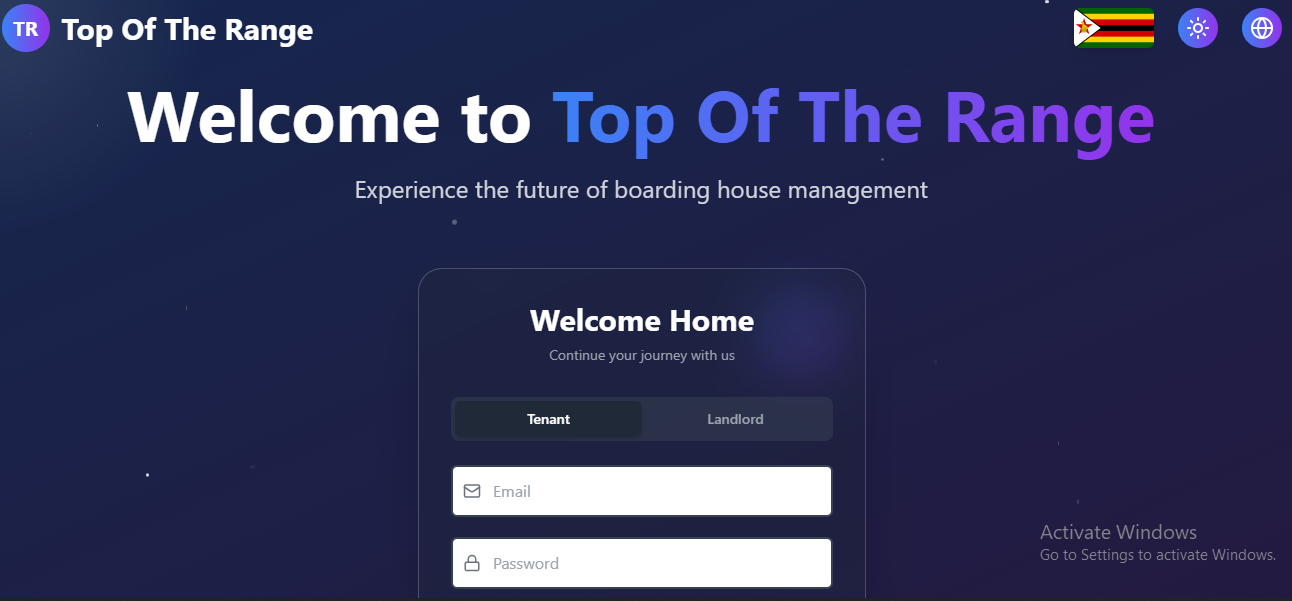 TR Top Of The Range
Welcome to Top Of The Range
Experience the future of boarding house management
Welcome Home
Continue your journey with us
Tenant Landlord
Email
Password
Activate Windows
Go to Settings to activate Windows.